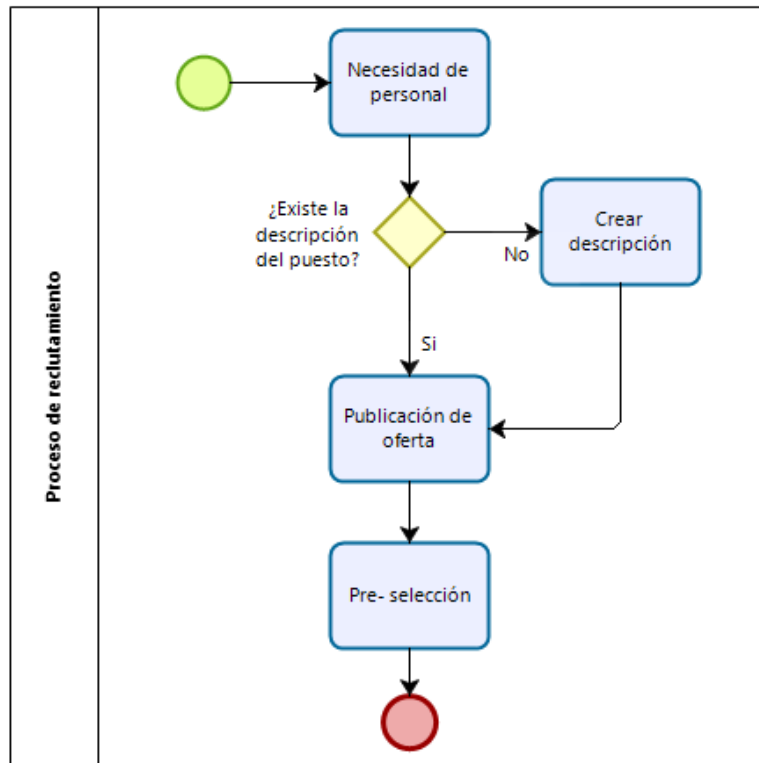 Proceso de reclutamiento
Necesidad de
personal
¿Existe la
descripción
del puesto?
No
Crear
descripción
Si
Publicación de
oferta
Pre- selección